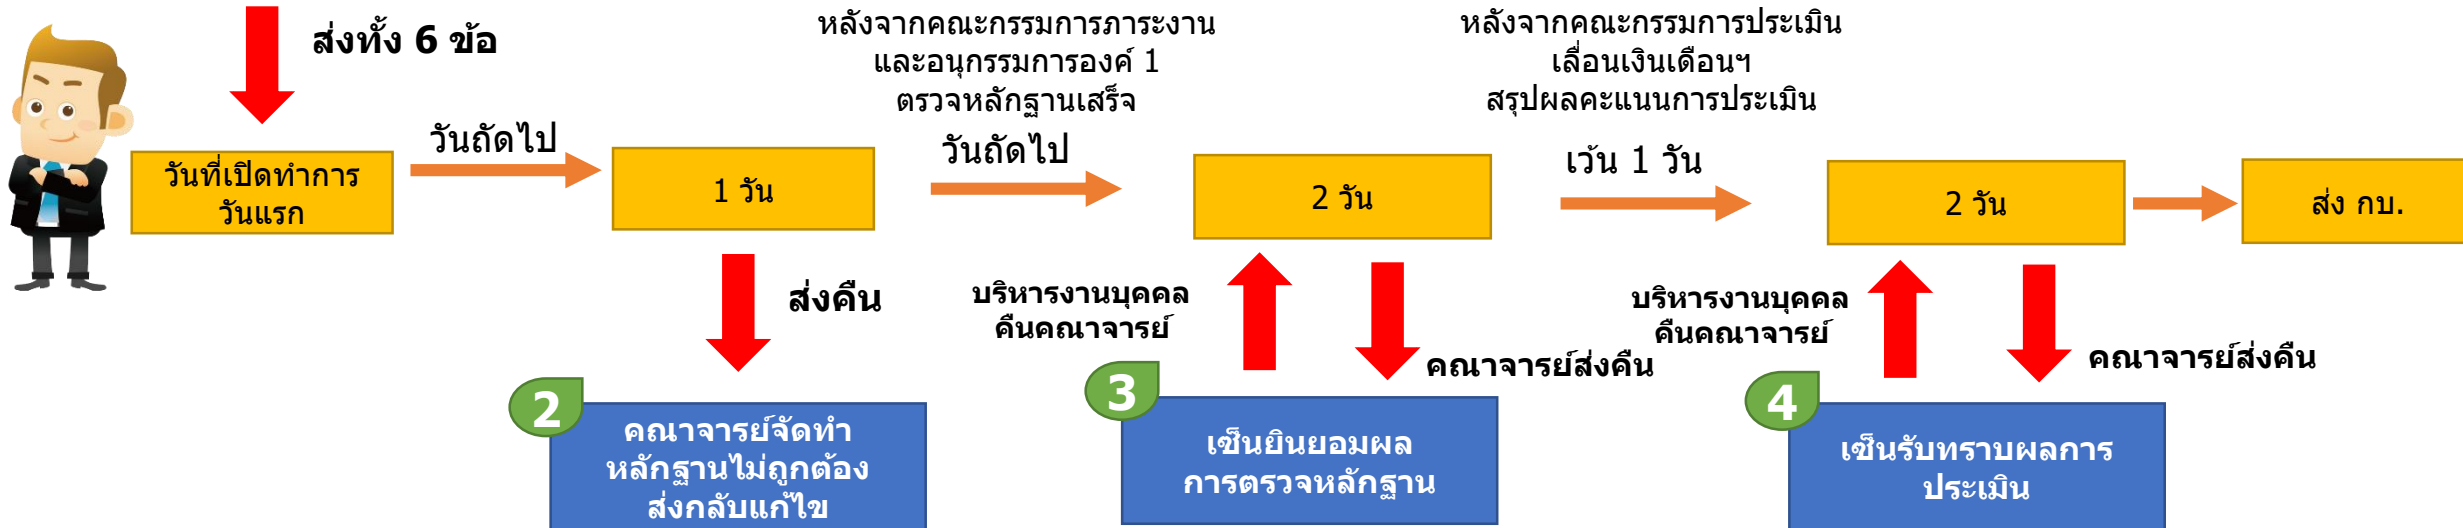 ส่งทั้ง 6 ข้อ
หลังจากคณะกรรมการภาระงาน
และอนุกรรมการองค์ 1
ตรวจหลักฐานเสร็จ
หลังจากคณะกรรมการประเมิน
เลื่อนเงินเดือนฯ
สรุปผลคะแนนการประเมิน
วันที่เปิดทำการ
วันแรก
วันถัดไป
1 วัน
วันถัดไป
2 วัน
เว้น 1 วัน
2 วัน
ส่ง กบ.
ส่งคืน
บริหารงานบุคคล
คืนคณาจารย์
คณาจารย์ส่งคืน
บริหารงานบุคคล
คืนคณาจารย์
คณาจารย์ส่งคืน
2
คณาจารย์จัดทำ
หลักฐานไม่ถูกต้อง
ส่งกลับแก้ไข
3
เซ็นยินยอมผล
การตรวจหลักฐาน
4
เซ็นรับทราบผลการ
ประเมิน